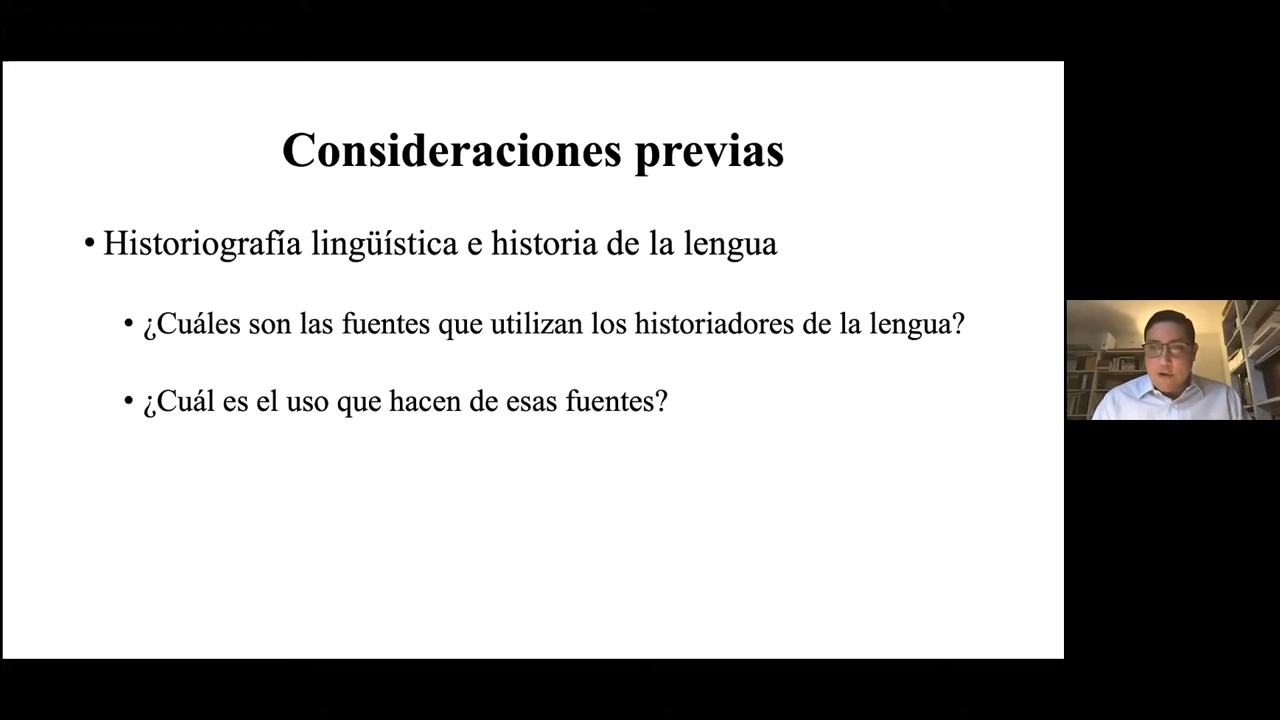 Consideraciones previas
• Historiografía lingüística e historia de la lengua
• ¿Cuáles son las fuentes que utilizan los historiadores de la lengua?
• ¿Cuál es el uso que hacen de esas fuentes?